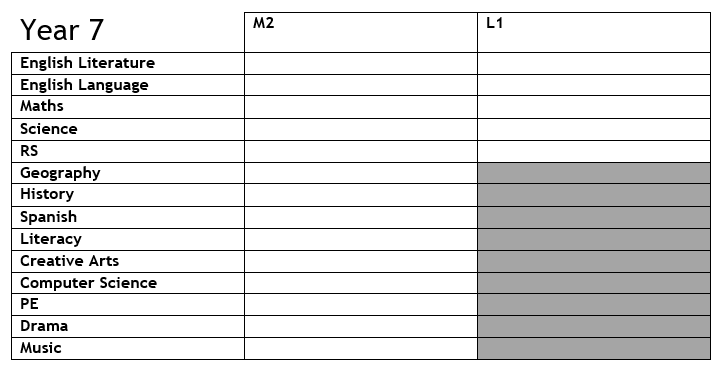 Year 7 M2 L1
English Literature
English Language
Maths
Science
RS
Geography
History
Spanish
Literacy
Creative Arts
Computer Science
PE
Drama
Music